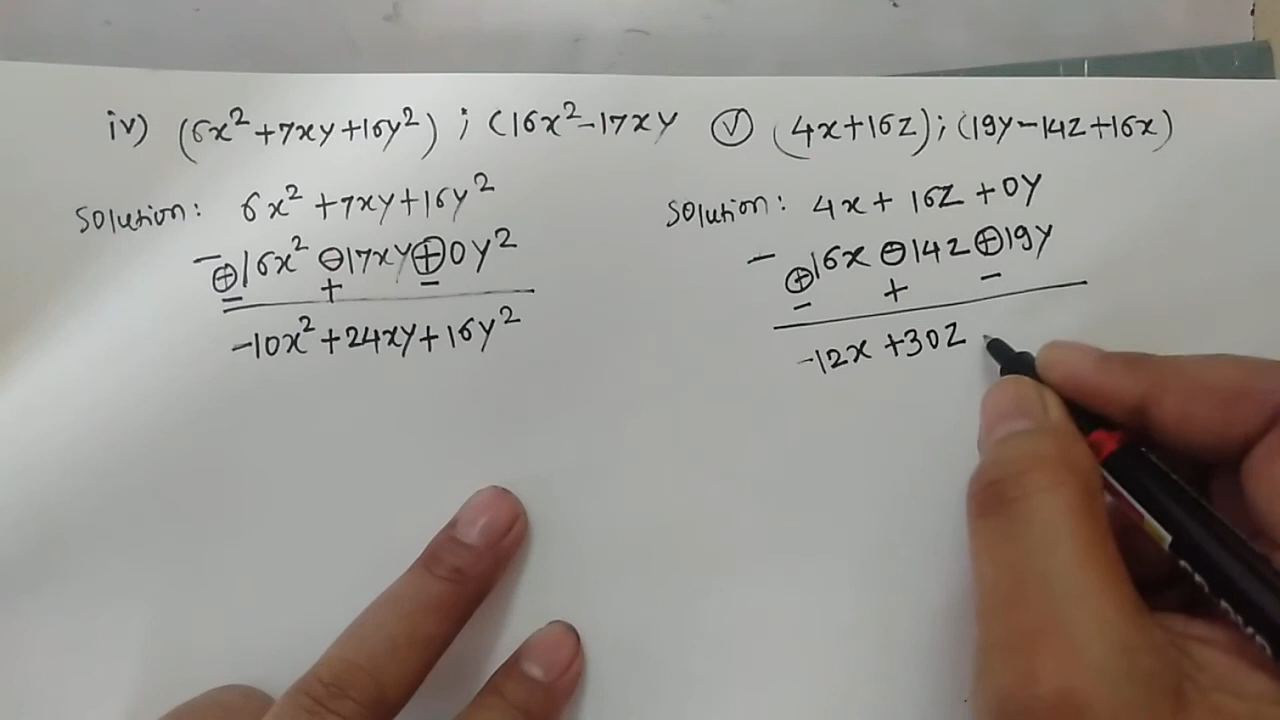 iv) (6x²+7xy+16y²) ; (16x²-17xy
Solution: 6x²+7xy+16y²
- ⊕16x² ⊖17xy ⊕0y²
- + -
-10x²+24xy+16y²
Ⓥ (4x+16z);(19y-14z+16x)
Solution: 4x+ 16z +0y
- ⊕16x ⊖14z ⊕19y
- + -
-12x +30z